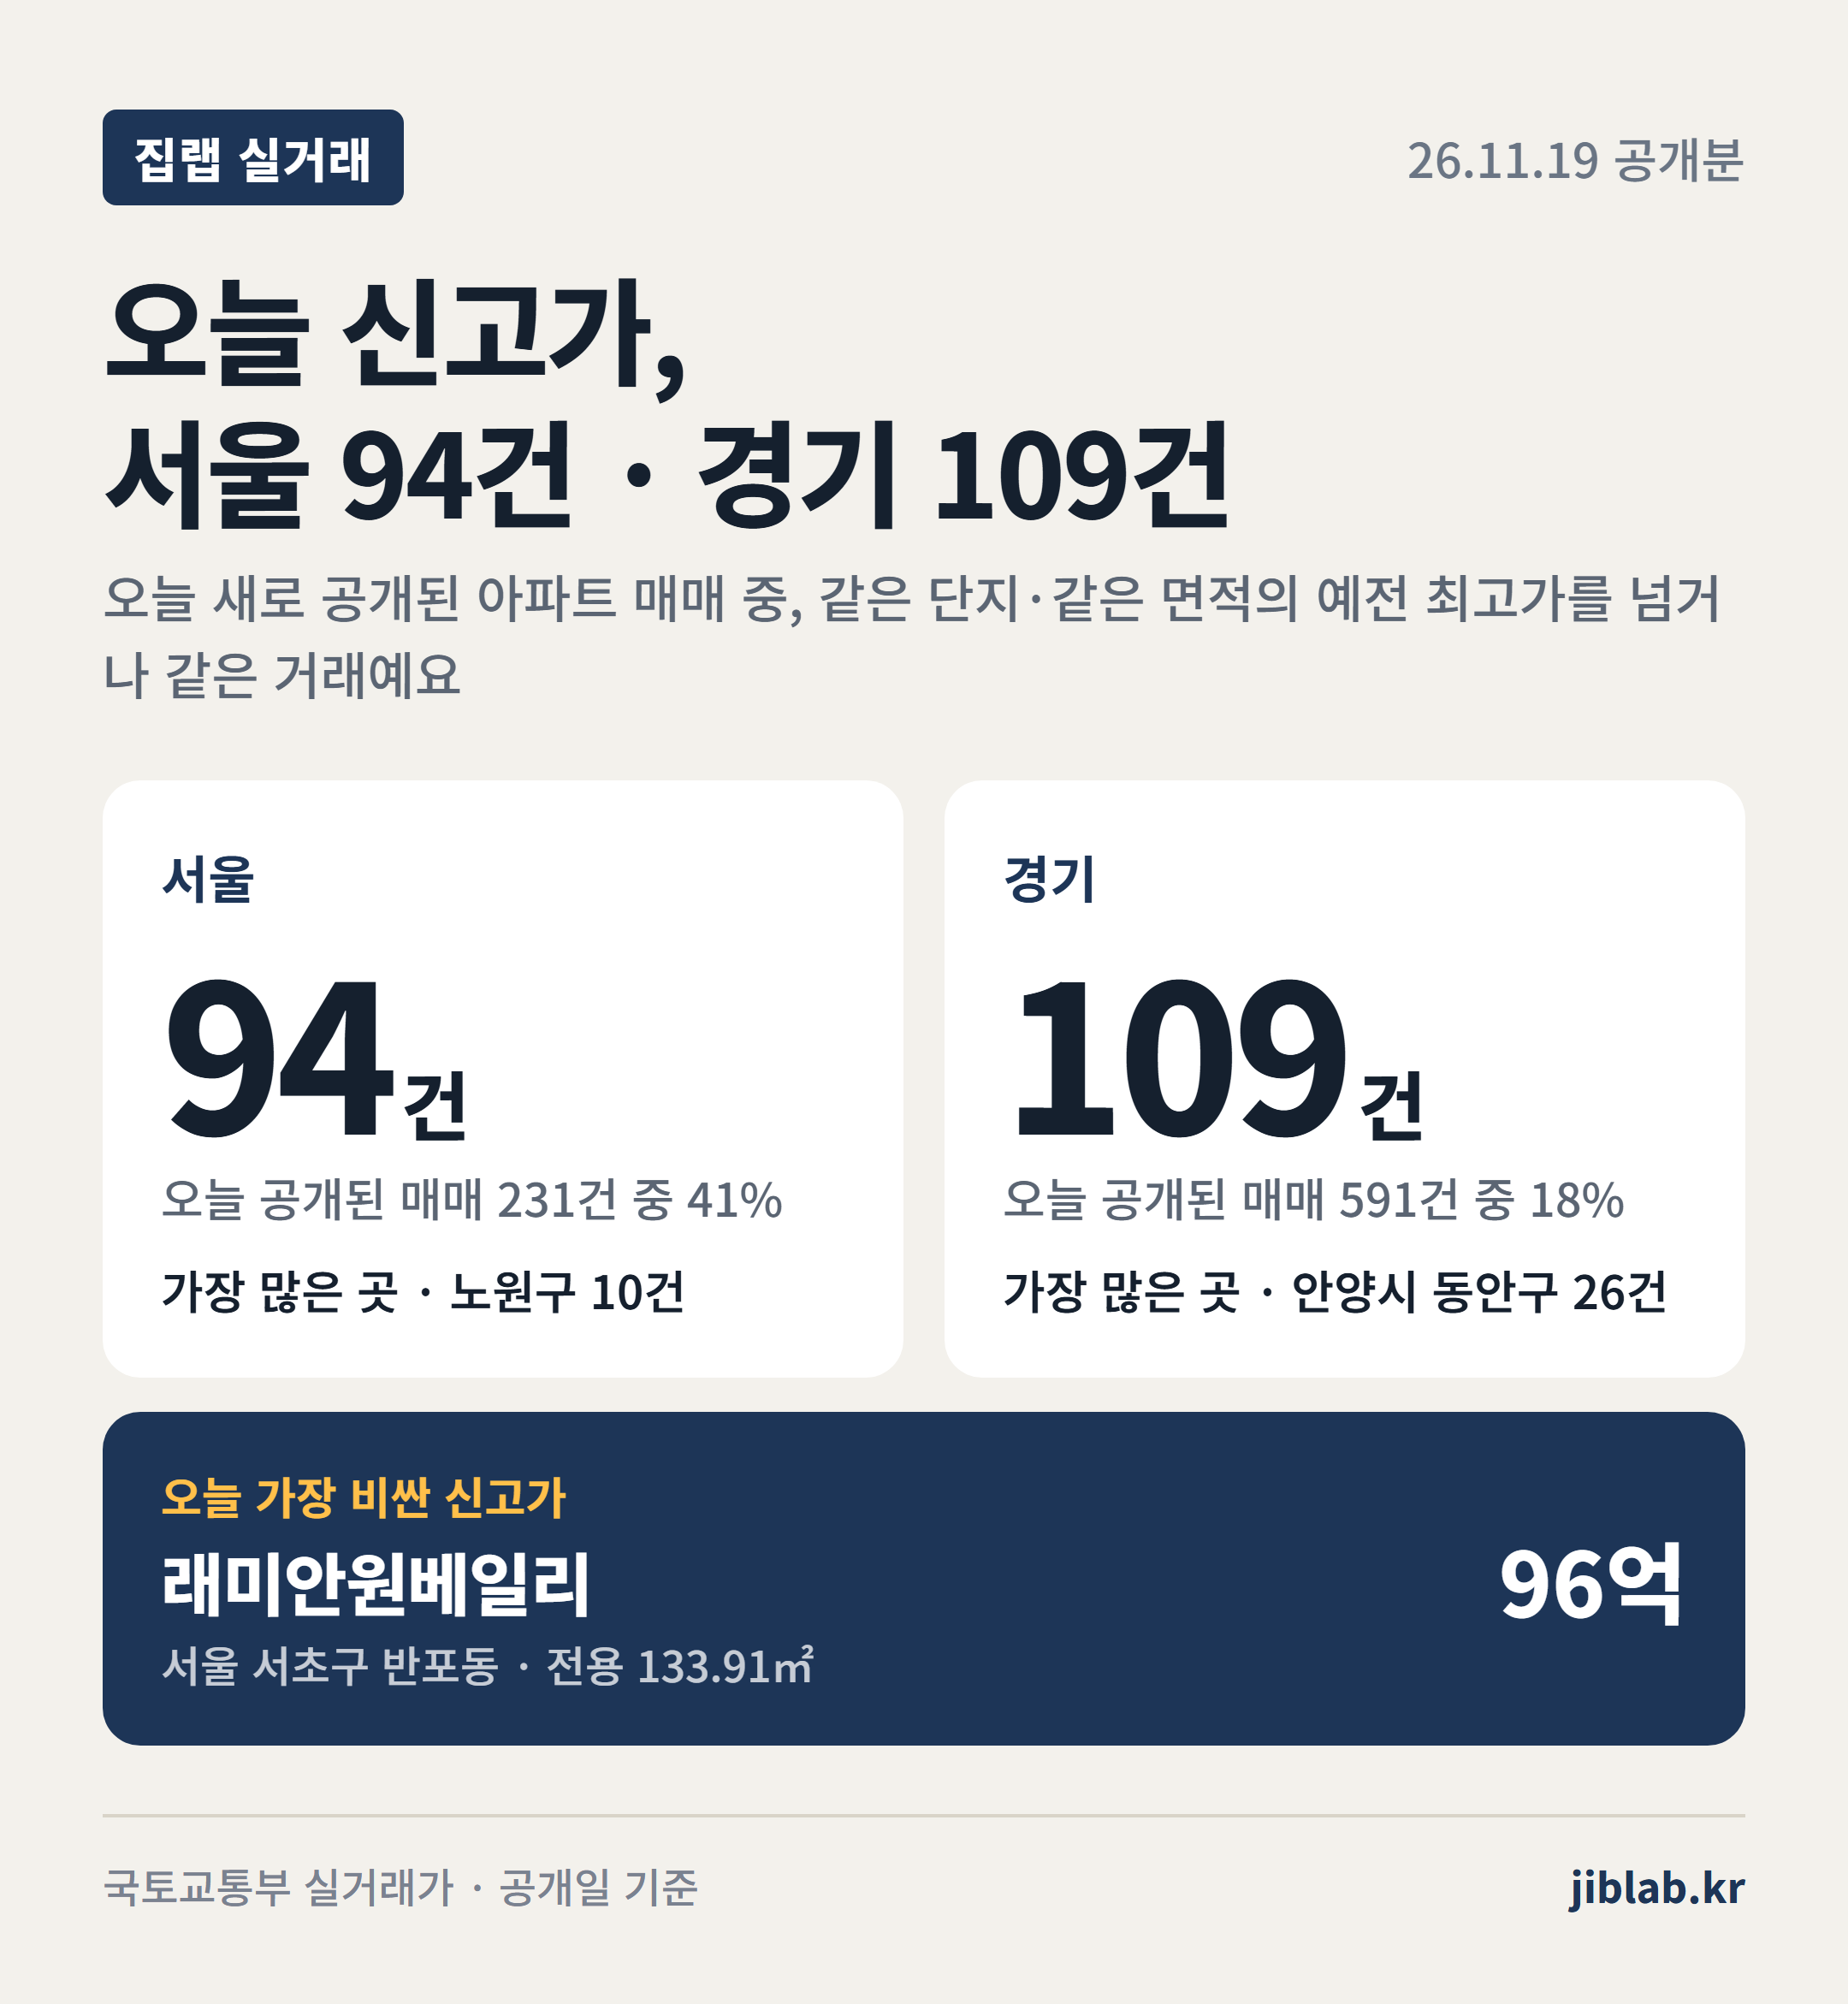 집랩 실거래
26.11.19 공개분
오늘 신고가,
서울 94건 · 경기 109건
오늘 새로 공개된 아파트 매매 중, 같은 단지·같은 면적의 예전 최고가를 넘거
나 같은 거래예요
서울
94건
오늘 공개된 매매 231건 중 41%
가장 많은 곳 · 노원구 10건
경기
109건
오늘 공개된 매매 591건 중 18%
가장 많은 곳 · 안양시 동안구 26건
오늘 가장 비싼 신고가
래미안원베일리
96억
서울 서초구 반포동 · 전용 133.91㎡
국토교통부 실거래가 · 공개일 기준
jiblab.kr